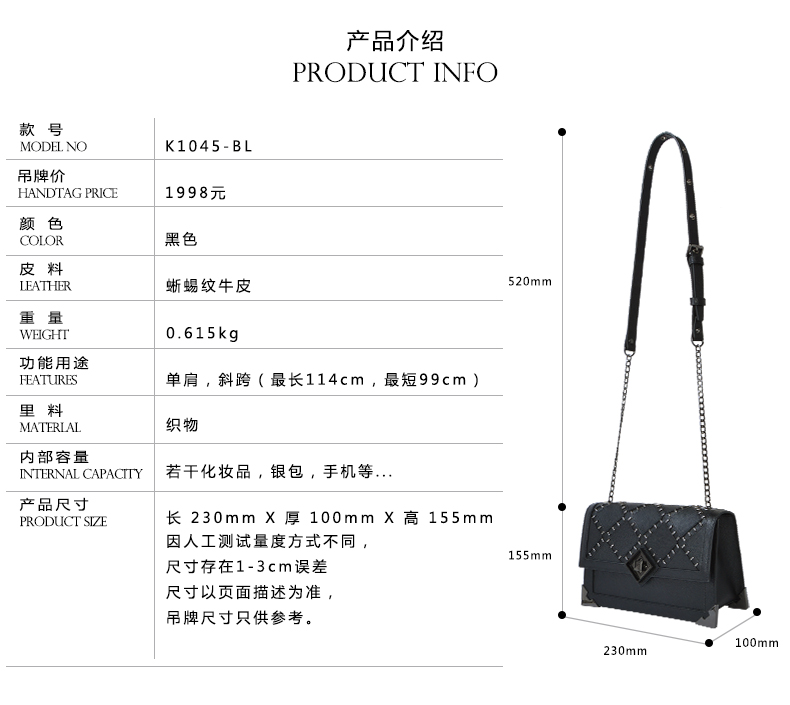 产品介绍
PRODUCT INFO
款 号
MODEL NO
K1045-BL
吊牌价
HANDTAG PRICE
1998元
颜 色
COLOR
黑色
皮 料
LEATHER
蜥蜴纹牛皮
重 量
WEIGHT
0.615kg
功能用途
FEATURES
单肩，斜跨（最长114cm，最短99cm）
里 料
MATERLAL
织物
内部容量
INTERNAL CAPACITY
若干化妆品，银包，手机等...
产品尺寸
PRODUCT SIZE
长 230mm X 厚 100mm X 高 155mm
因人工测试量度方式不同，
尺寸存在1-3cm误差
尺寸以页面描述为准，
吊牌尺寸只供参考。
520mm
155mm
230mm
100mm